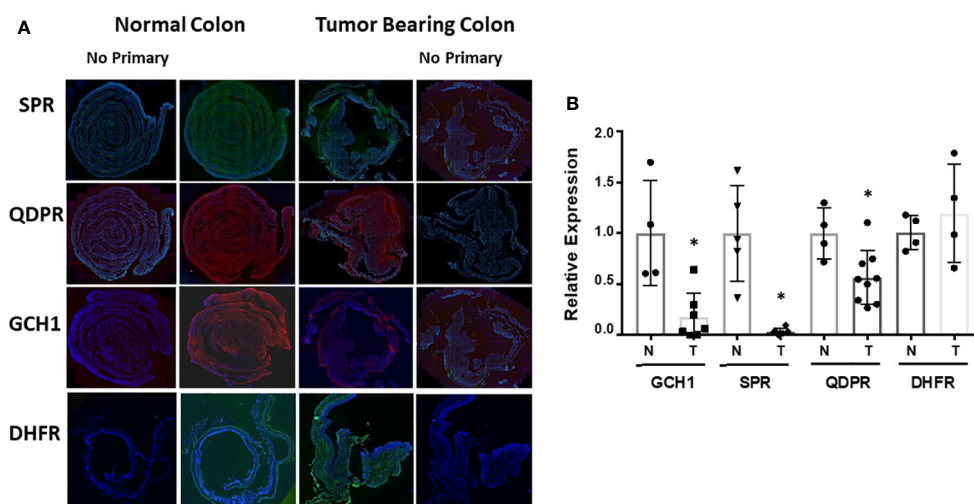 A
Normal Colon
Tumor Bearing Colon
No Primary
No Primary
SPR
QDPR
GCH1
DHFR
B
Relative Expression
2.0
1.5
1.0
0.5
0.0
*
*
*
N T N T N T N T
GCH1 SPR QDPR DHFR